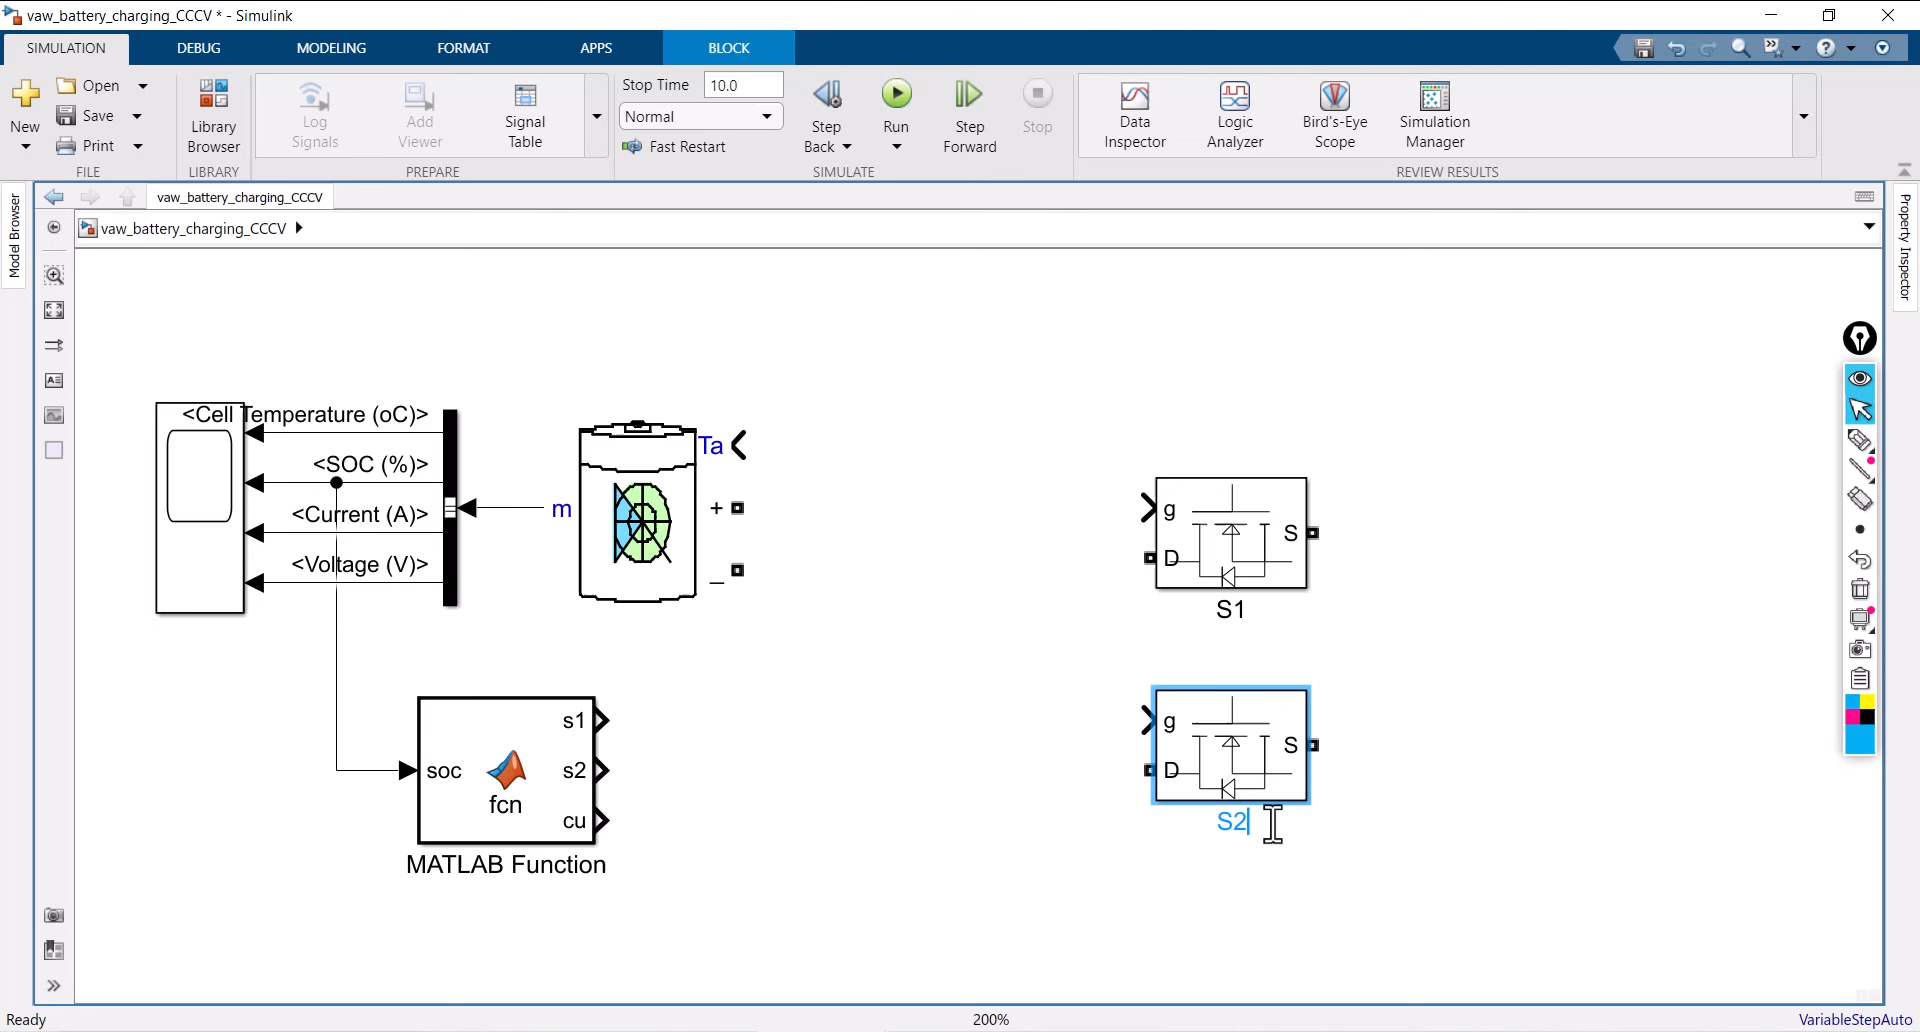 vaw_battery_charging_CCCV * - Simulink
SIMULATION DEBUG MODELING FORMAT APPS BLOCK
New
Open
Save
Print
FILE
Library Browser
LIBRARY
Log Signals
Add Viewer
Signal Table
PREPARE
Stop Time 10.0
Normal
Fast Restart
Step Back
Run
Step Forward
Stop
SIMULATE
Data Inspector
Logic Analyzer
Bird's-Eye Scope
Simulation Manager
REVIEW RESULTS
Model Browser
vaw_battery_charging_CCCV
vaw_battery_charging_CCCV
Property Inspector
<Cell Temperature (oC)>
<SOC (%)>
<Current (A)>
<Voltage (V)>
m
Ta
+
_
g
D
S
S1
g
D
S
S2
soc
fcn
s1
s2
cu
MATLAB Function
Ready 200% VariableStepAuto